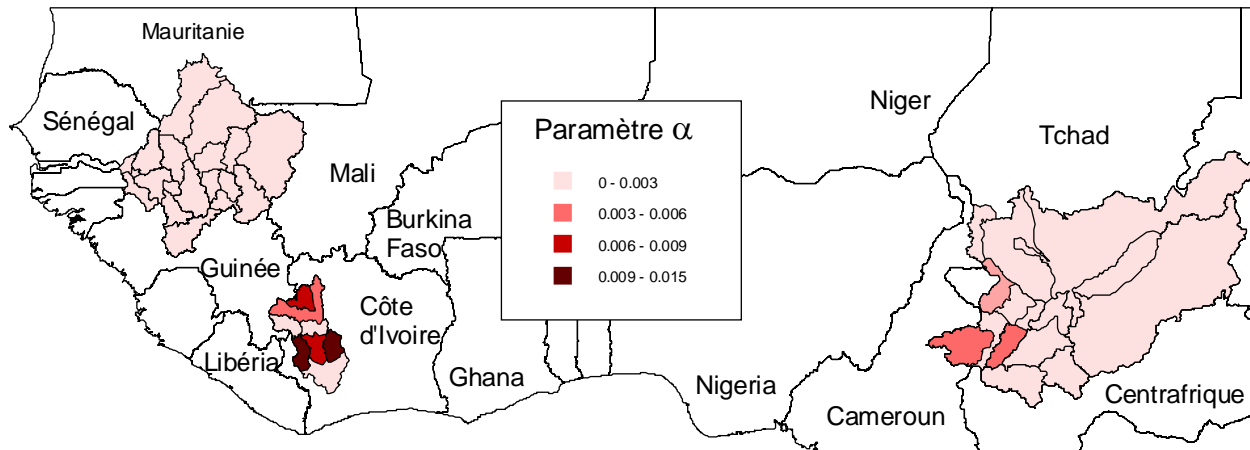 Mauritanie
Sénégal
Mali
Niger
Tchad
Burkina
Faso
Guinée
Côte
d'Ivoire
Libéria
Ghana
Nigeria
Cameroun
Centrafrique
Paramètre α
0 - 0.003
0.003 - 0.006
0.006 - 0.009
0.009 - 0.015